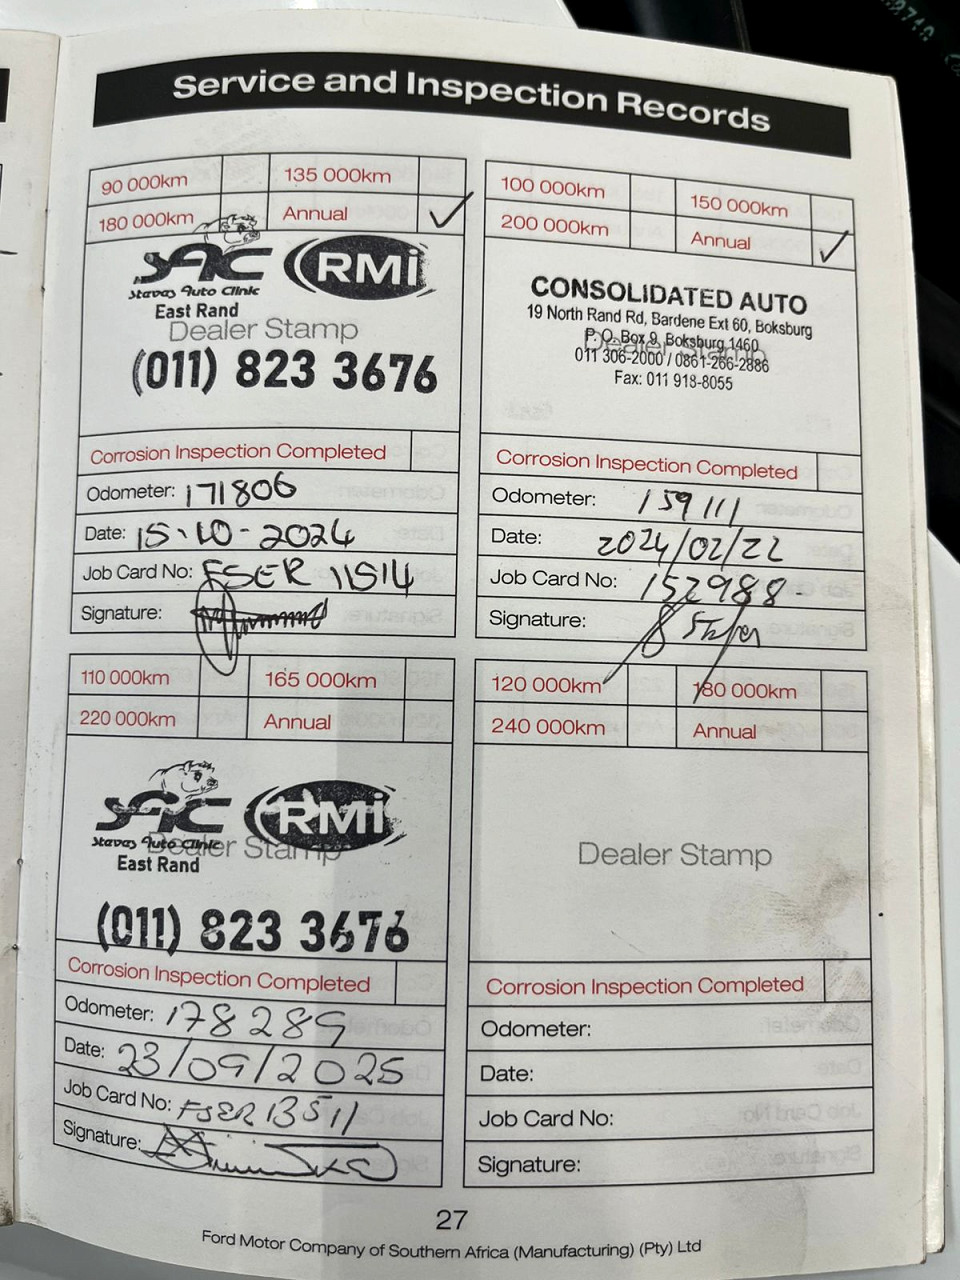 Service and Inspection Records
90 000km 135 000km
180 000km Annual ✓
SAC RMi
Stavas Auto Clinic
East Rand
Dealer Stamp
(011) 823 3676
Corrosion Inspection Completed
Odometer: 171806
Date: 15-10-2024
Job Card No: FSER 11514
Signature:
100 000km 150 000km
200 000km Annual ✓
CONSOLIDATED AUTO
19 North Rand Rd, Bardene Ext 60, Boksburg
P.O. Box 9, Boksburg 1460
Dealer Stamp
011 306-2000 / 0861-266-2886
Fax: 011 918-8055
Corrosion Inspection Completed
Odometer: 159111
Date: 2024/02/22
Job Card No: 152988
Signature:
110 000km 165 000km
220 000km Annual
SAC RMi
Stavas Auto Clinic
Dealer Stamp
East Rand
(011) 823 3676
Corrosion Inspection Completed
Odometer: 178289
Date: 23/09/2025
Job Card No: FSER 13511
Signature:
120 000km 180 000km
240 000km Annual
Dealer Stamp
Corrosion Inspection Completed
Odometer:
Date:
Job Card No:
Signature:
27
Ford Motor Company of Southern Africa (Manufacturing) (Pty) Ltd